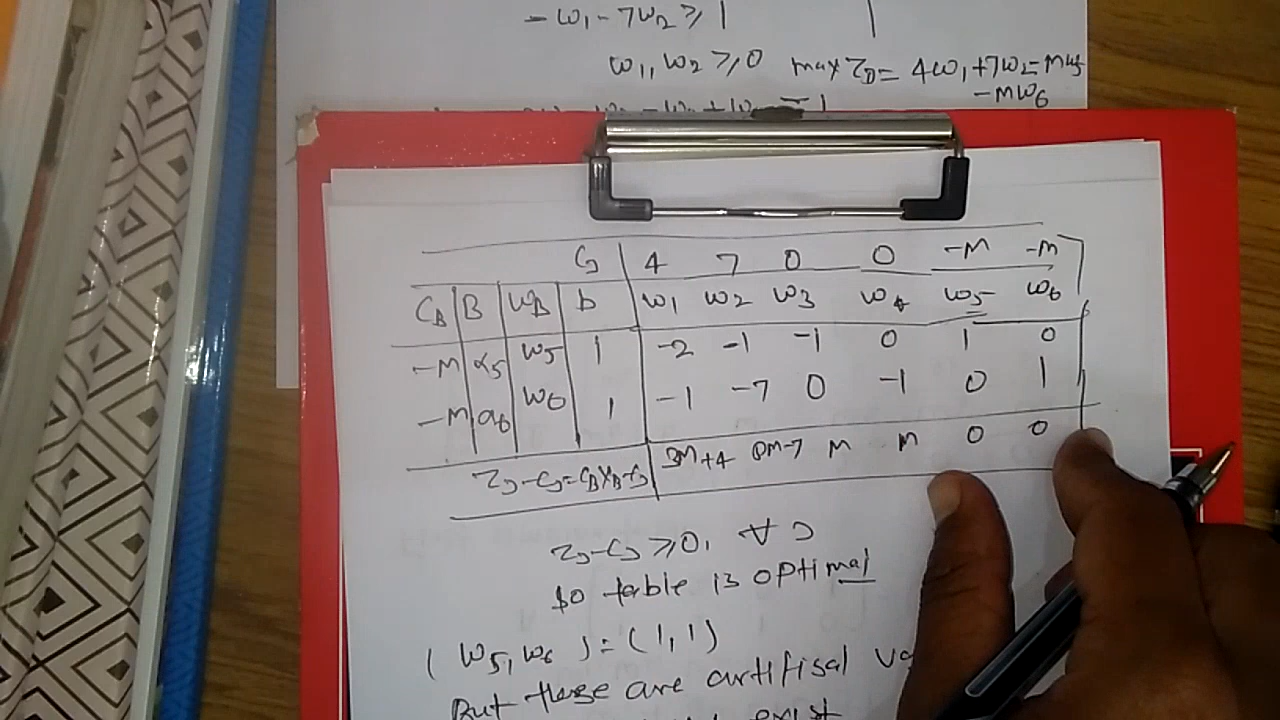 - w1 - 7w2 ≥ 1
w1, w2 ≥ 0 max ZD = 4w1 + 7w2 = mw5
- Mw6
CJ 4 7 0 0 -M -M
CB B WB b w1 w2 w3 w4 w5 w6
-M α5 w5 1 -2 -1 -1 0 1 0
-M α6 w6 1 -1 -7 0 -1 0 1
ZJ - CJ = CBXB - CJ 3M+4 8M-7 M M 0 0
ZJ - CJ ≥ 0, ∀ J
so table is optimal
( w5, w6 ) = (1, 1)
But these are artifisal
exist